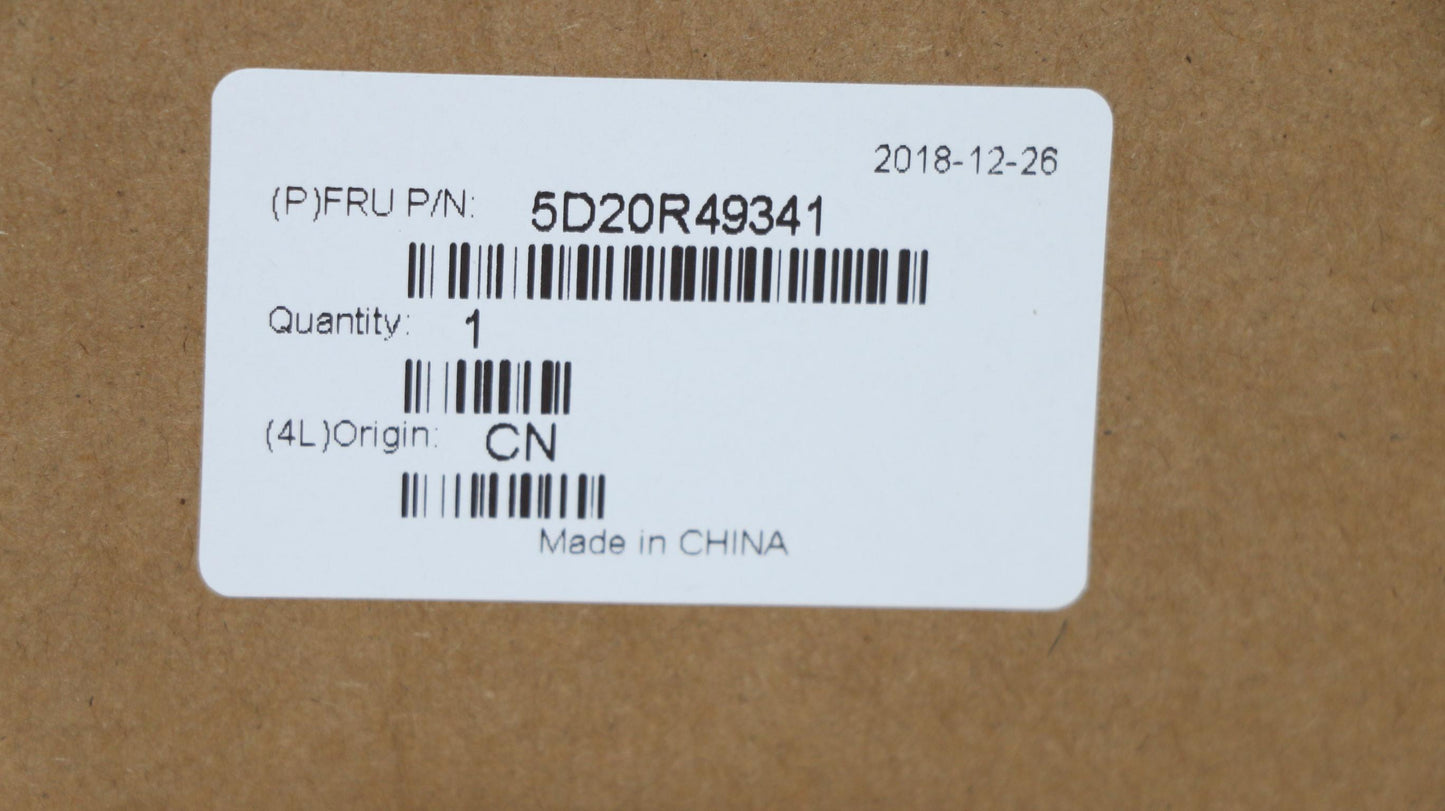 2018-12-26
(P)FRU P/N: 5D20R49341
Quantity: 1
(4L)Origin: CN
Made in CHINA